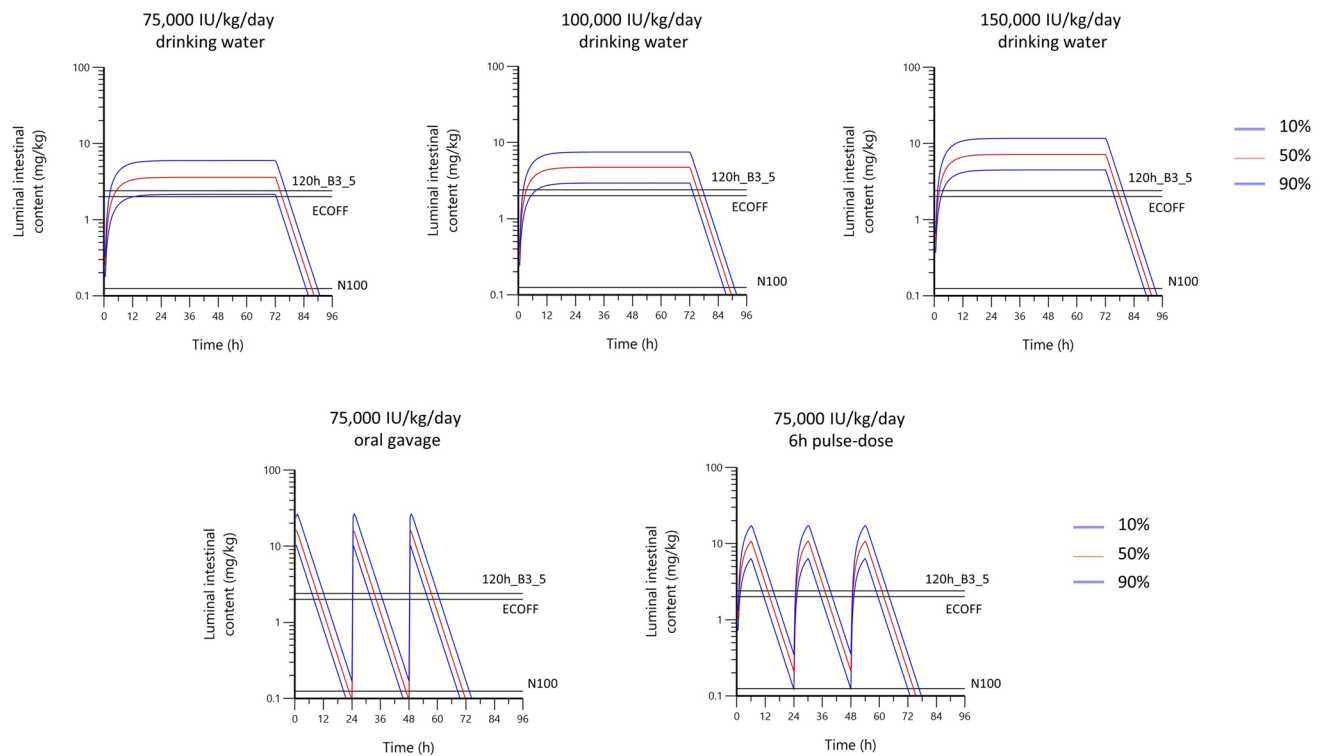 75,000 IU/kg/day
drinking water
100,000 IU/kg/day
drinking water
150,000 IU/kg/day
drinking water
Luminal intestinal
content (mg/kg)
100
10
1
0.1
120h_B3_5
ECOFF
N100
0 12 24 36 48 60 72 84 96
Time (h)
Luminal intestinal
content (mg/kg)
100
10
1
0.1
120h_B3_5
ECOFF
N100
0 12 24 36 48 60 72 84 96
Time (h)
Luminal intestinal
content (mg/kg)
100
10
1
0.1
120h_B3_5
ECOFF
N100
0 12 24 36 48 60 72 84 96
Time (h)
10%
50%
90%
75,000 IU/kg/day
oral gavage
75,000 IU/kg/day
6h pulse-dose
Luminal intestinal
content (mg/kg)
100
10
1
0.1
120h_B3_5
ECOFF
N100
0 12 24 36 48 60 72 84 96
Time (h)
Luminal intestinal
content (mg/kg)
100
10
1
0.1
120h_B3_5
ECOFF
N100
0 12 24 36 48 60 72 84 96
Time (h)
10%
50%
90%